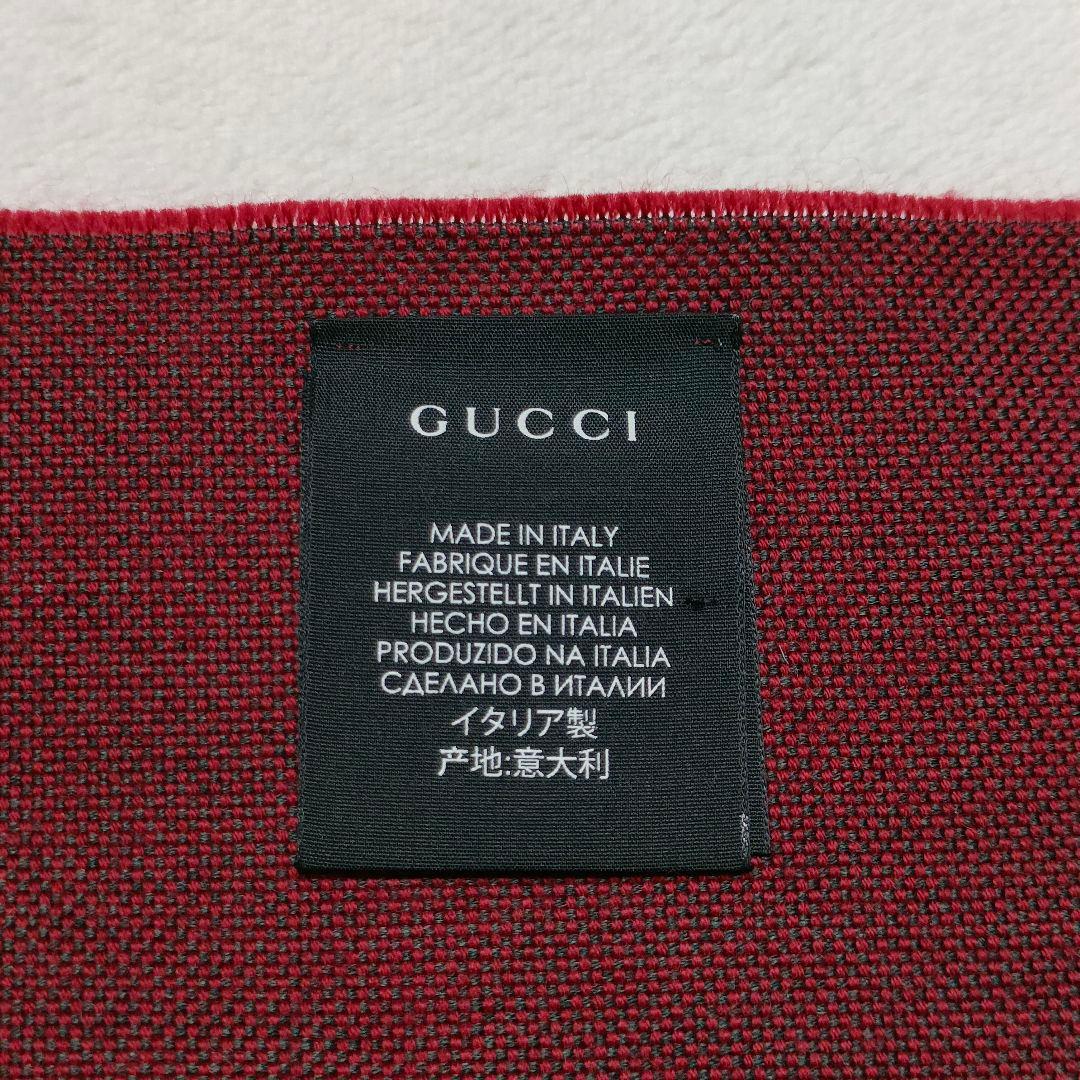 GUCCI
MADE IN ITALY
FABRIQUE EN ITALIE
HERGESTELLT IN ITALIEN
HECHO EN ITALIA
PRODUZIDO NA ITALIA
СДЕЛАНО В ИТАЛИИ
イタリア製
产地:意大利